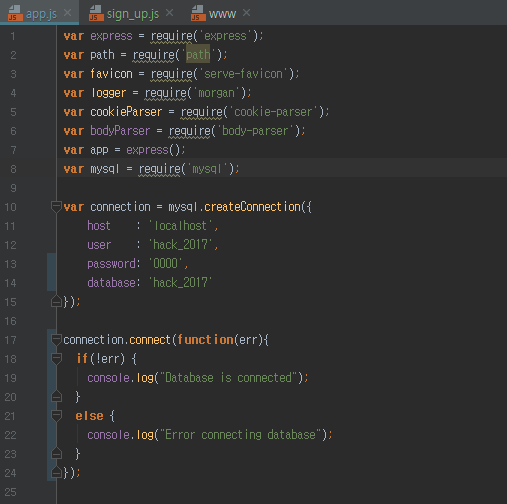 app.js sign_up.js www
1 var express = require('express');
2 var path = require('path');
3 var favicon = require('serve-favicon');
4 var logger = require('morgan');
5 var cookieParser = require('cookie-parser');
6 var bodyParser = require('body-parser');
7 var app = express();
8 var mysql = require('mysql');
9
10 var connection = mysql.createConnection({
11 host : 'localhost',
12 user : 'hack_2017',
13 password: '0000',
14 database: 'hack_2017'
15 });
16
17 connection.connect(function(err){
18 if(!err) {
19 console.log("Database is connected");
20 }
21 else {
22 console.log("Error connecting database");
23 }
24 });
25